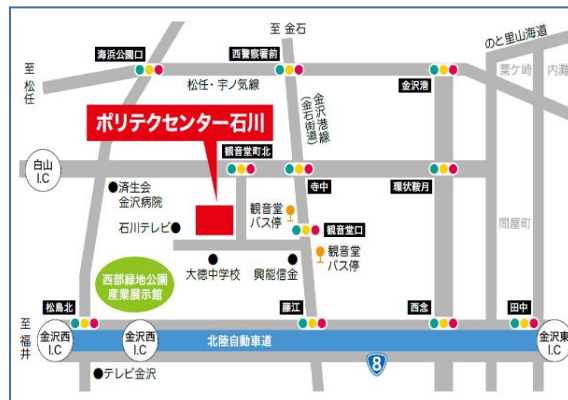 至 金石
海浜公園口
西警察署前
のと里山海道
至 松任
松任・宇ノ気線
金沢港
粟ケ崎
内灘
ポリテクセンター石川
金沢港線
(金石街道)
観音堂町北
白山
I.C
寺中
環状鞍月
済生会
金沢病院
石川テレビ
観音堂
バス停
観音堂口
問屋町
観音堂
バス停
大徳中学校
興能信金
西部緑地公園
産業展示館
松島北
藤江
西念
田中
至 福井
金沢西
I.C
金沢西
I.C
北陸自動車道
金沢東
I.C
8
テレビ金沢